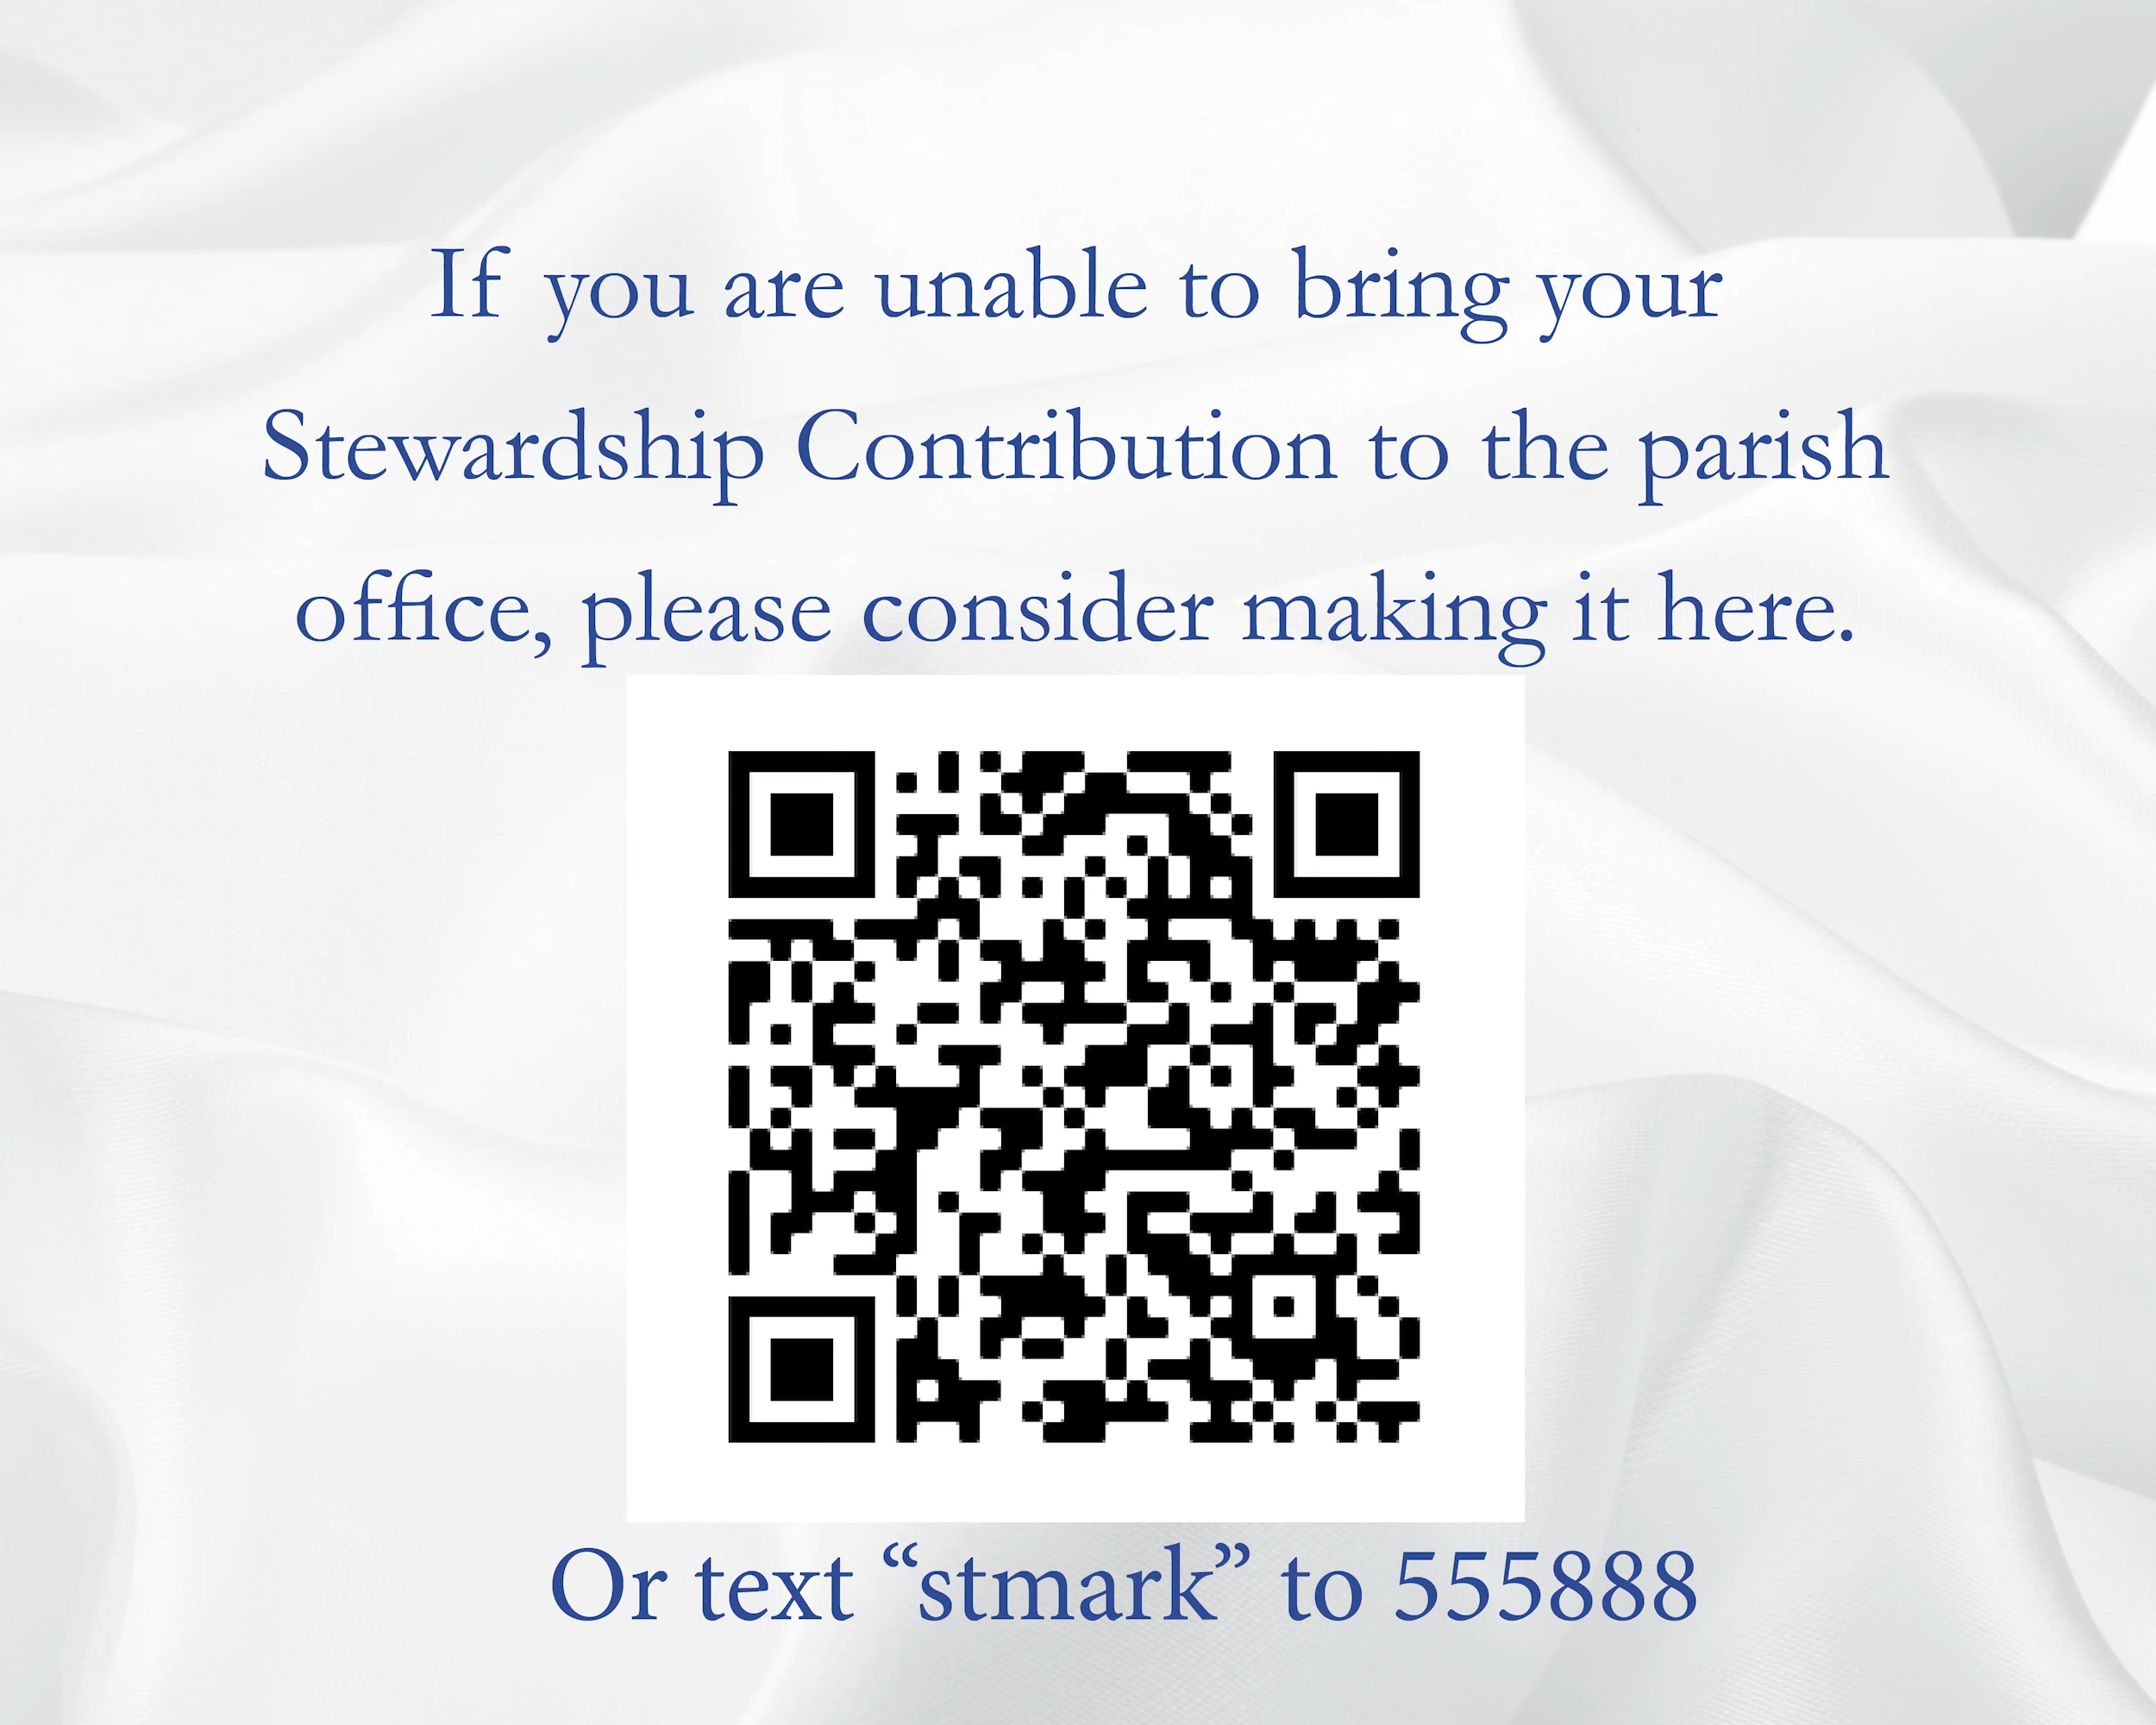 If you are unable to bring your
Stewardship Contribution to the parish
office, please consider making it here.
Or text “stmark” to 555888